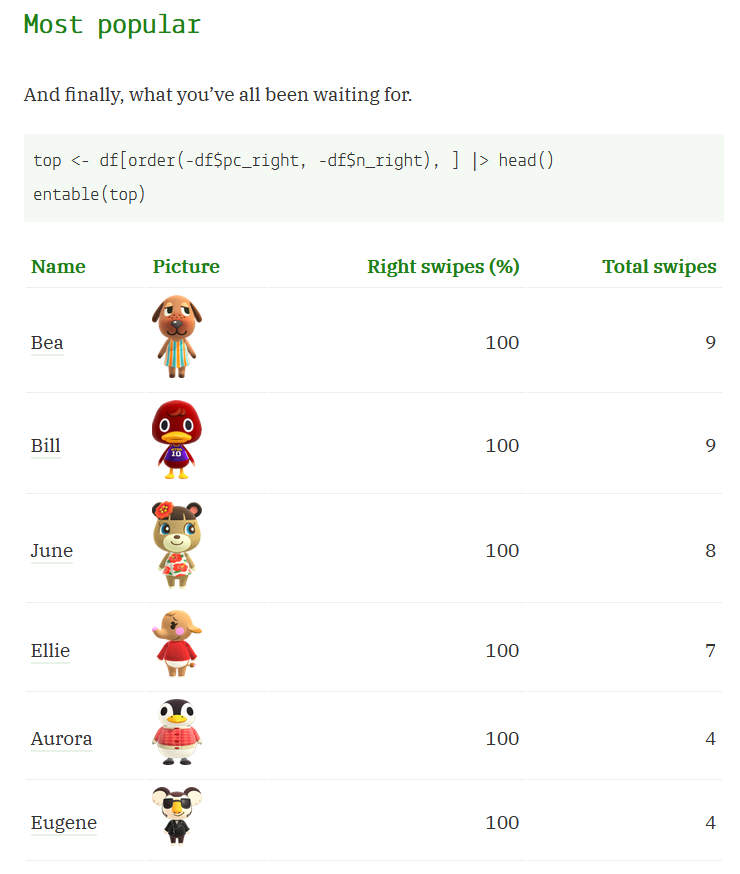 Most popular
And finally, what you’ve all been waiting for.
top <- df[order(-df$pc_right, -df$n_right), ] |> head()
entable(top)
Name Picture Right swipes (%) Total swipes
Bea 100 9
Bill 10 100 9
June 100 8
Ellie 100 7
Aurora 100 4
Eugene 100 4